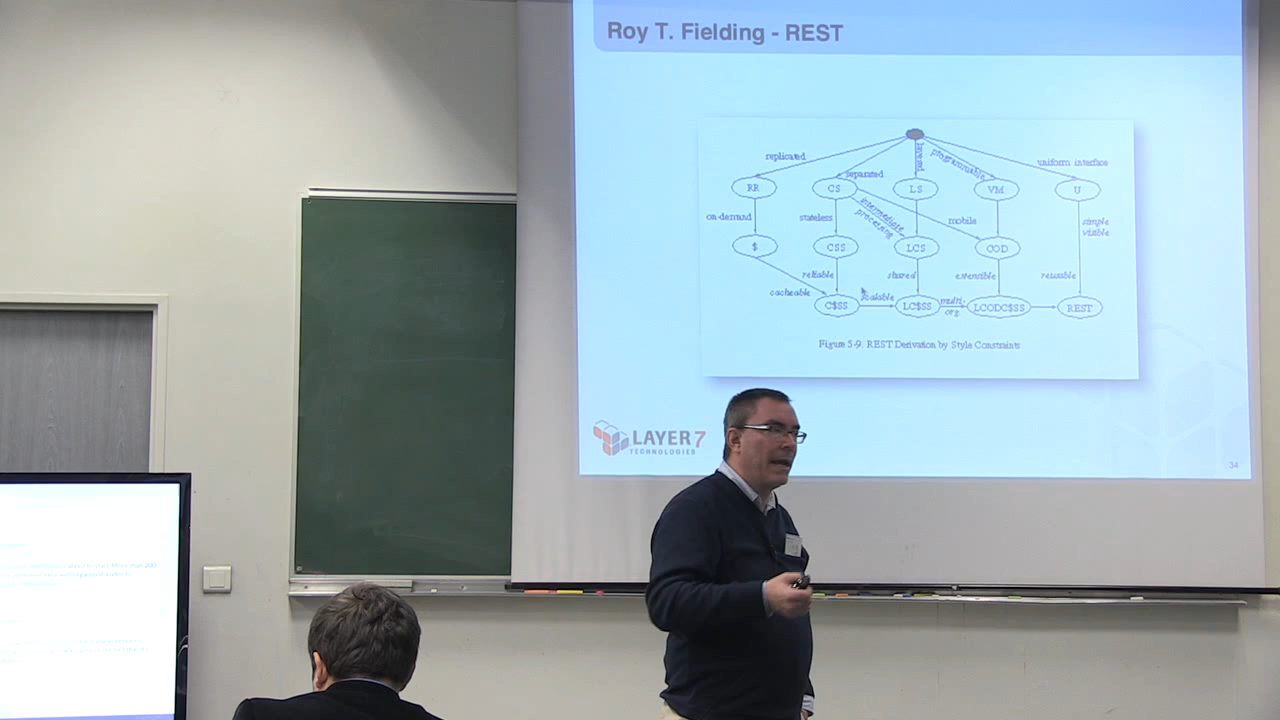 Roy T. Fielding - REST
replicated
separated
layered
programmable
uniform interface
RR
CS
LS
VM
U
on-demand
stateless
intermediate
processing
mobile
simple
visible
$
CSS
LCS
COD
reliable
shared
extensible
reusable
cacheable
scalable
multi
org.
C$SS
LC$SS
LCODC$SS
REST
Figure 5-9. REST Derivation by Style Constraints
LAYER 7
TECHNOLOGIES
34